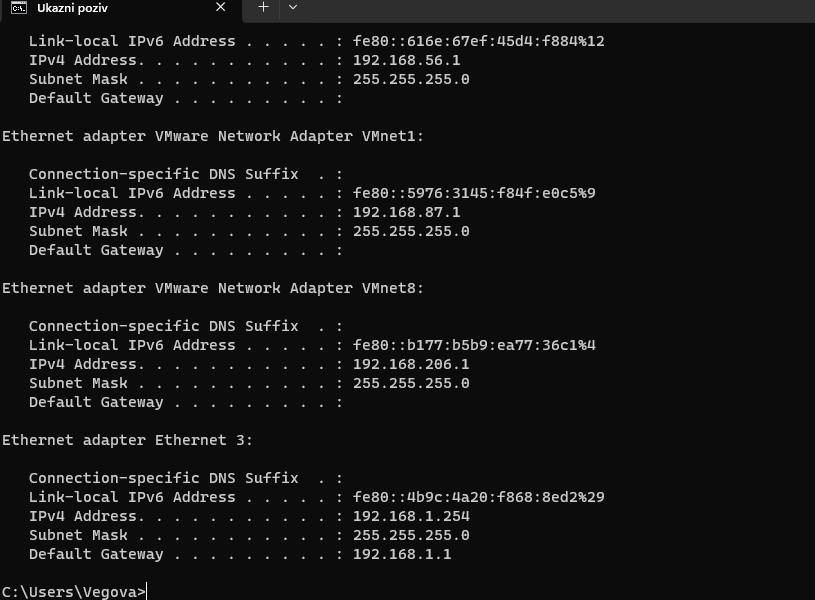 Ukazni poziv
   Link-local IPv6 Address . . . . . : fe80::616e:67ef:45d4:f884%12
   IPv4 Address. . . . . . . . . . . : 192.168.56.1
   Subnet Mask . . . . . . . . . . . : 255.255.255.0
   Default Gateway . . . . . . . . . :
Ethernet adapter VMware Network Adapter VMnet1:
   Connection-specific DNS Suffix  . :
   Link-local IPv6 Address . . . . . : fe80::5976:3145:f84f:e0c5%9
   IPv4 Address. . . . . . . . . . . : 192.168.87.1
   Subnet Mask . . . . . . . . . . . : 255.255.255.0
   Default Gateway . . . . . . . . . :
Ethernet adapter VMware Network Adapter VMnet8:
   Connection-specific DNS Suffix  . :
   Link-local IPv6 Address . . . . . : fe80::b177:b5b9:ea77:36c1%4
   IPv4 Address. . . . . . . . . . . : 192.168.206.1
   Subnet Mask . . . . . . . . . . . : 255.255.255.0
   Default Gateway . . . . . . . . . :
Ethernet adapter Ethernet 3:
   Connection-specific DNS Suffix  . :
   Link-local IPv6 Address . . . . . : fe80::4b9c:4a20:f868:8ed2%29
   IPv4 Address. . . . . . . . . . . : 192.168.1.254
   Subnet Mask . . . . . . . . . . . : 255.255.255.0
   Default Gateway . . . . . . . . . : 192.168.1.1
C:\Users\Vegova>